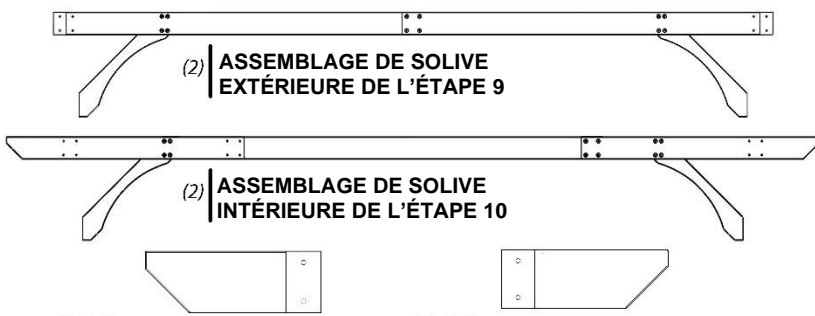 (2) ASSEMBLAGE DE SOLIVE
EXTÉRIEURE DE L’ÉTAPE 9
(2) ASSEMBLAGE DE SOLIVE
INTÉRIEURE DE L’ÉTAPE 10